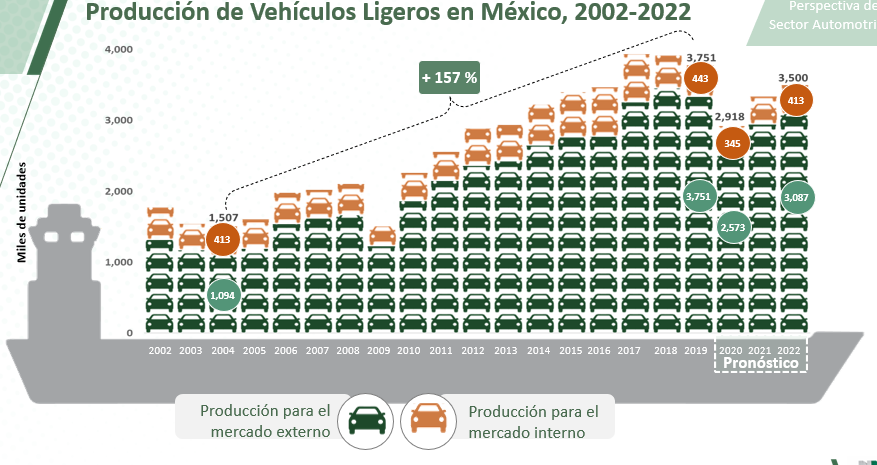 Producción de Vehículos Ligeros en México, 2002-2022
Perspectiva de
Sector Automotri
4,000
3,000
2,000
1,000
0
Miles de unidades
+ 157 %
1,507
413
1,094
3,751
443
3,751
2,918
345
2,573
3,500
413
3,087
2002 2003 2004 2005 2006 2007 2008 2009 2010 2011 2012 2013 2014 2015 2016 2017 2018 2019 2020 2021 2022
Pronóstico
Producción para el
mercado externo
Producción para el
mercado interno